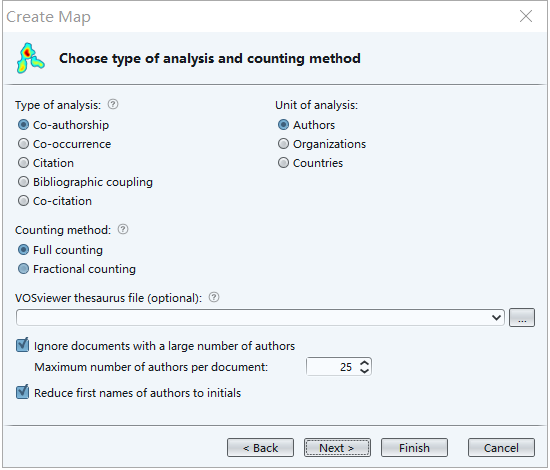 Create Map
Choose type of analysis and counting method
Type of analysis: ?
Unit of analysis:
Co-authorship
Authors
Co-occurrence
Organizations
Citation
Countries
Bibliographic coupling
Co-citation
Counting method: ?
Full counting
Fractional counting
VOSviewer thesaurus file (optional): ?
...
Ignore documents with a large number of authors
Maximum number of authors per document: 25
Reduce first names of authors to initials
< Back Next > Finish Cancel